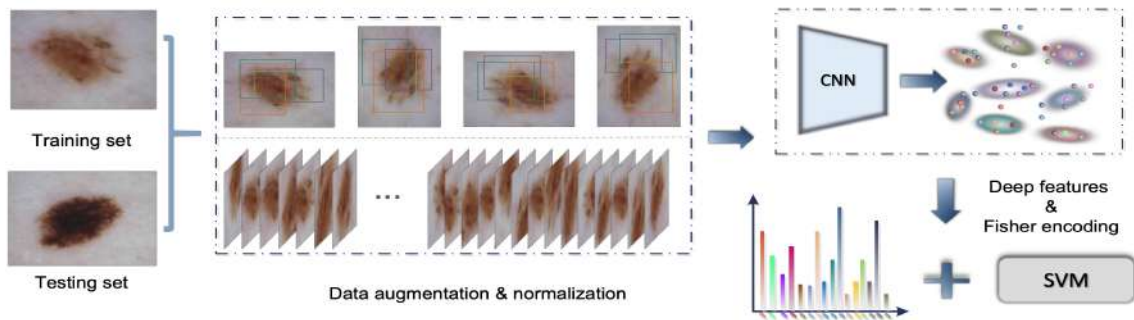 Training set
Testing set
...
Data augmentation & normalization
CNN
Deep features
&
Fisher encoding
SVM